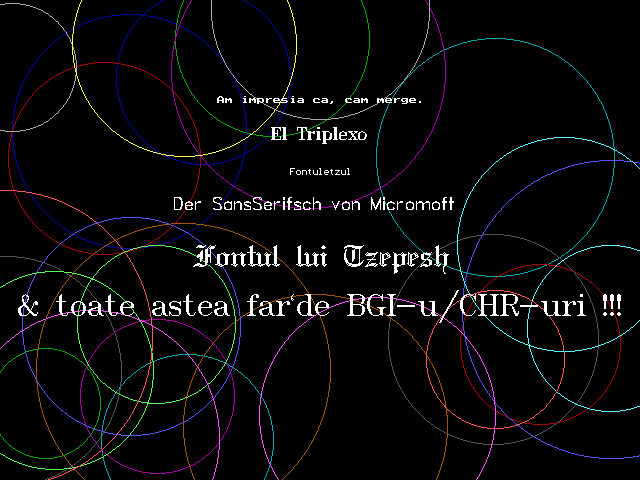 Am impresia ca, cam merge.
El Triplexo
Fontuletzul
Der SansSerifsch von Micromoft
Fontul lui Tzepesh
& toate astea far'de BGI-u/CHR-uri !!!